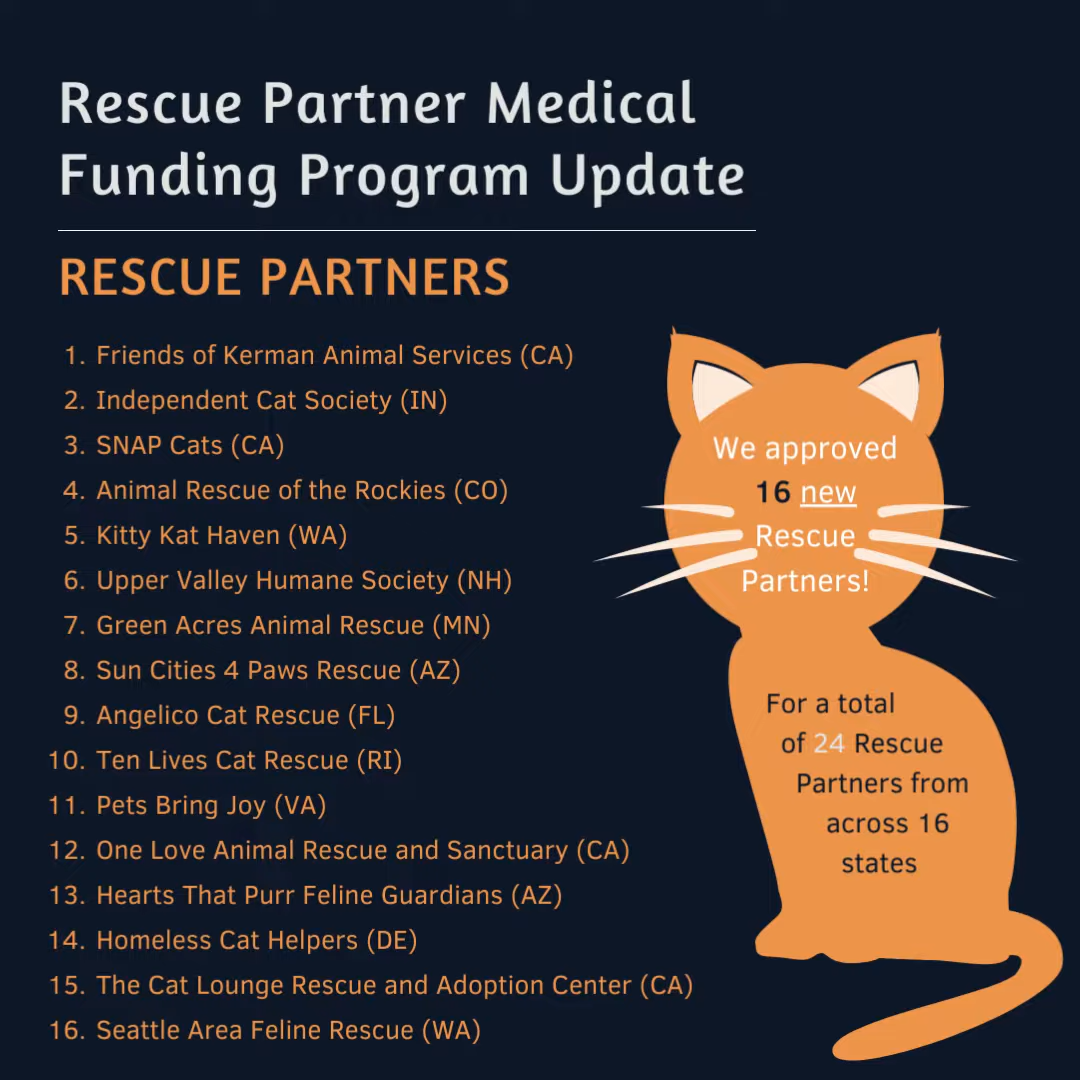 Rescue Partner Medical
Funding Program Update
RESCUE PARTNERS
1. Friends of Kerman Animal Services (CA)
2. Independent Cat Society (IN)
3. SNAP Cats (CA)
4. Animal Rescue of the Rockies (CO)
5. Kitty Kat Haven (WA)
6. Upper Valley Humane Society (NH)
7. Green Acres Animal Rescue (MN)
8. Sun Cities 4 Paws Rescue (AZ)
9. Angelico Cat Rescue (FL)
10. Ten Lives Cat Rescue (RI)
11. Pets Bring Joy (VA)
12. One Love Animal Rescue and Sanctuary (CA)
13. Hearts That Purr Feline Guardians (AZ)
14. Homeless Cat Helpers (DE)
15. The Cat Lounge Rescue and Adoption Center (CA)
16. Seattle Area Feline Rescue (WA)
We approved
16 new
Rescue
Partners!
For a total
of 24 Rescue
Partners from
across 16
states